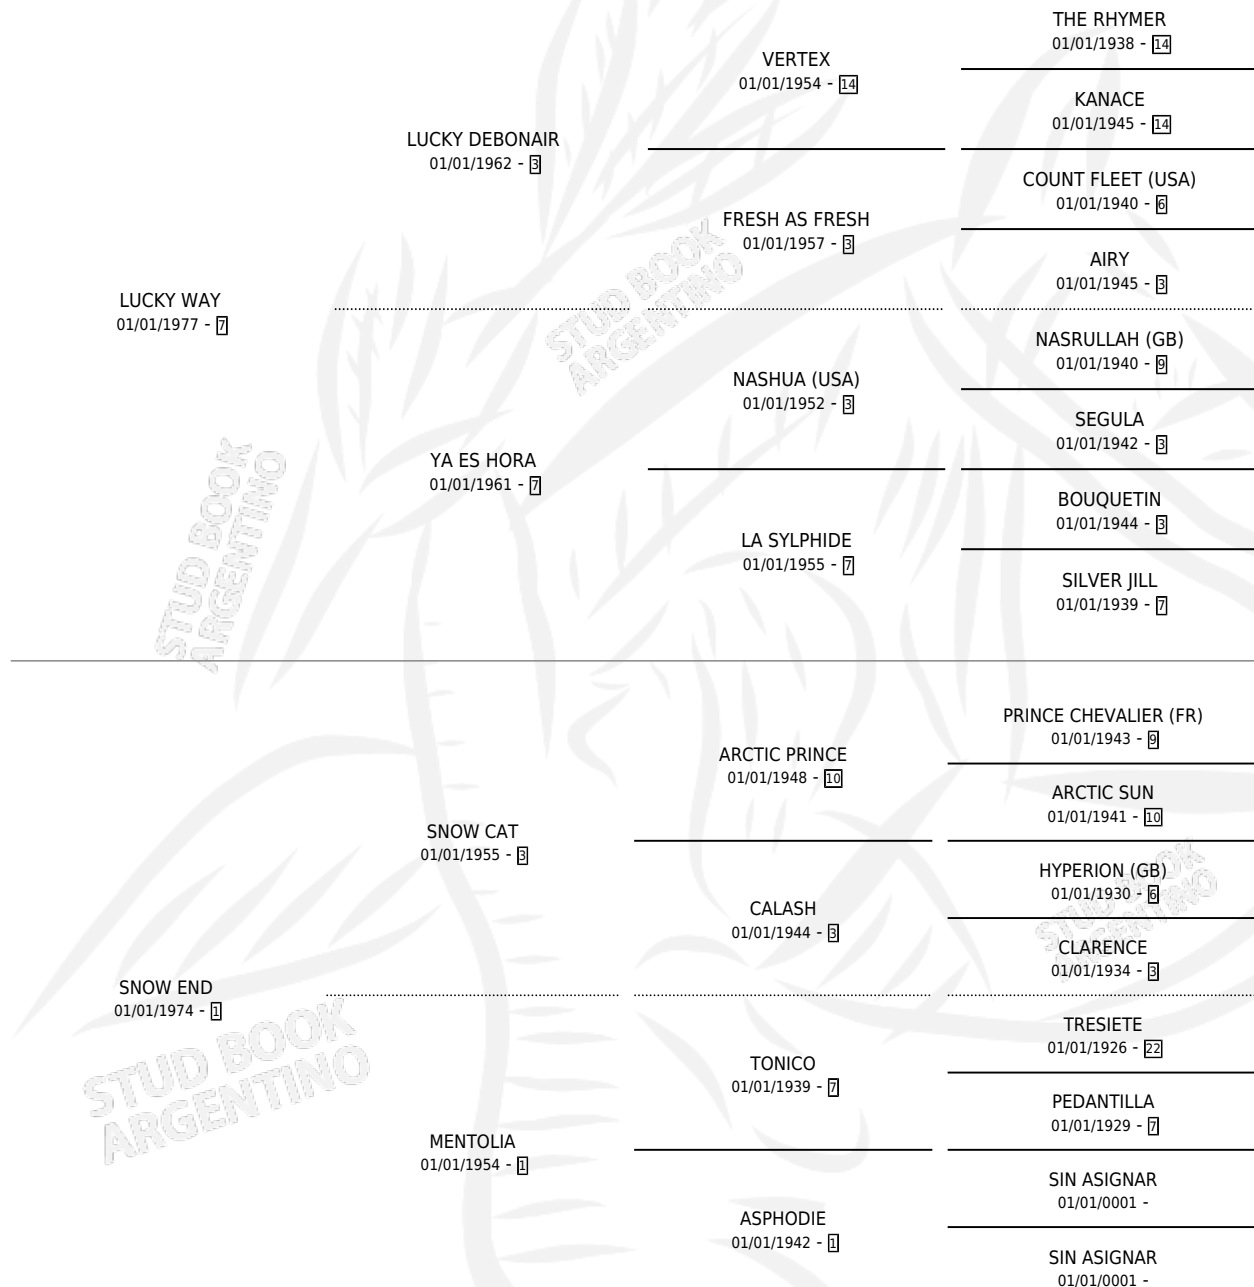 THE RHYMER
01/01/1938 - 14
VERTEX
01/01/1954 - 14
KANACE
01/01/1945 - 14
LUCKY DEBONAIR
01/01/1962 - 3
COUNT FLEET (USA)
01/01/1940 - 6
FRESH AS FRESH
01/01/1957 - 3
AIRY
01/01/1945 - 3
LUCKY WAY
01/01/1977 - 7
NASRULLAH (GB)
01/01/1940 - 9
NASHUA (USA)
01/01/1952 - 3
SEGULA
01/01/1942 - 3
YA ES HORA
01/01/1961 - 7
BOUQUETIN
01/01/1944 - 3
LA SYLPHIDE
01/01/1955 - 7
SILVER JILL
01/01/1939 - 7
PRINCE CHEVALIER (FR)
01/01/1943 - 9
ARCTIC PRINCE
01/01/1948 - 10
ARCTIC SUN
01/01/1941 - 10
SNOW CAT
01/01/1955 - 3
HYPERION (GB)
01/01/1930 - 6
CALASH
01/01/1944 - 3
CLARENCE
01/01/1934 - 3
SNOW END
01/01/1974 - 1
TRESIETE
01/01/1926 - 22
TONICO
01/01/1939 - 7
PEDANTILLA
01/01/1929 - 7
MENTOLIA
01/01/1954 - 1
SIN ASIGNAR
01/01/0001 -
ASPHODIE
01/01/1942 - 1
SIN ASIGNAR
01/01/0001 -
STUD BOOK
ARGENTINO
STUD BOOK
ARGENTINO
STUD BOOK
ARGENTINO
STUD BOOK
ARGENTINO